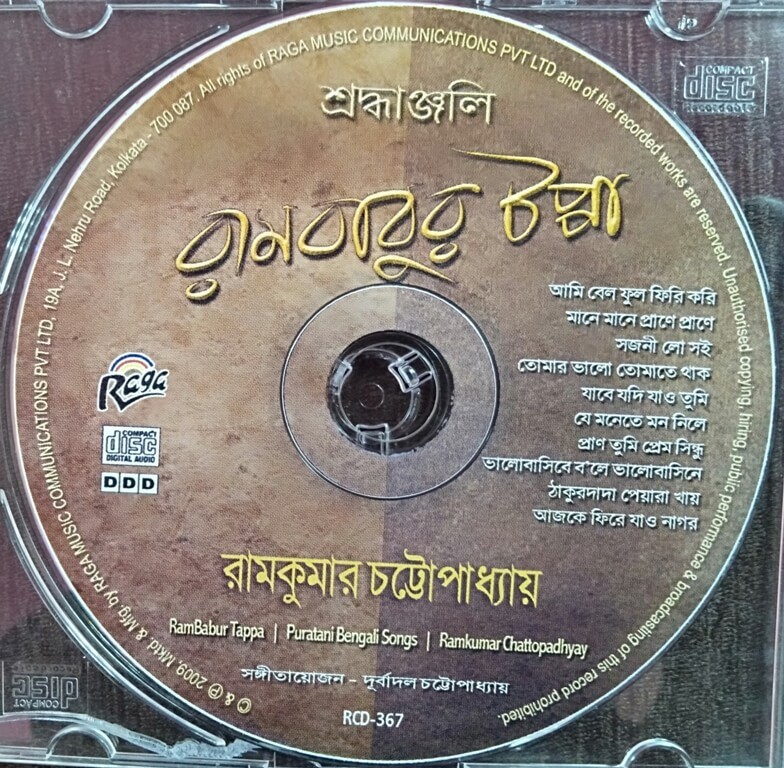 শ্রদ্ধাঞ্জলি
রামবাবুর টপ্পা
আমি বেল ফুল ফিরি করি
মানে মানে প্রাণে প্রাণে
সজনী লো সই
তোমার ভালো তোমাতে থাক
যাবে যদি যাও তুমি
যে মনেতে মন নিলে
প্রাণ তুমি প্রেম সিন্ধু
ভালোবাসিবে ব'লে ভালোবাসিনে
ঠাকুরদাদা পেয়ারা খায়
আজকে ফিরে যাও নাগর
Raga
COMPACT
disc
DIGITAL AUDIO
DDD
রামকুমার চট্টোপাধ্যায়
RamBabur Tappa | Puratani Bengali Songs | Ramkumar Chattopadhyay
সঙ্গীতায়োজন - দূর্বাদল চট্টোপাধ্যায়
RCD-367
© & ℗ 2009, Mktd. & Mfg. by RAGA MUSIC COMMUNICATIONS PVT LTD, 19A, J. L. Nehru Road, Kolkata - 700 087. All rights of RAGA MUSIC COMMUNICATIONS PVT LTD and of the recorded works are reserved. Unauthorised copying, hiring, public performance & broadcasting of this record prohibited.
COMPACT
disc
COMPACT
disc